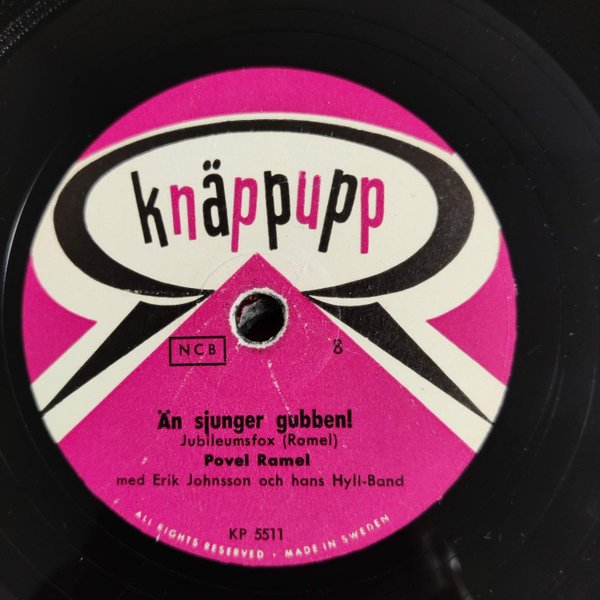 knäppupp
NCB 8
Än sjunger gubben!
Jubileumsfox (Ramel)
Povel Ramel
med Erik Johnsson och hans Hyll-Band
KP 5511
ALL RIGHTS RESERVED · MADE IN SWEDEN